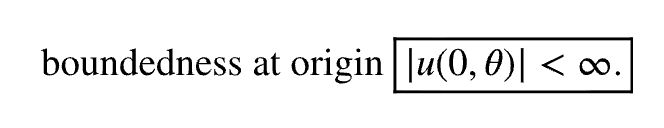 boundedness at origin |u(0, θ)| < ∞.